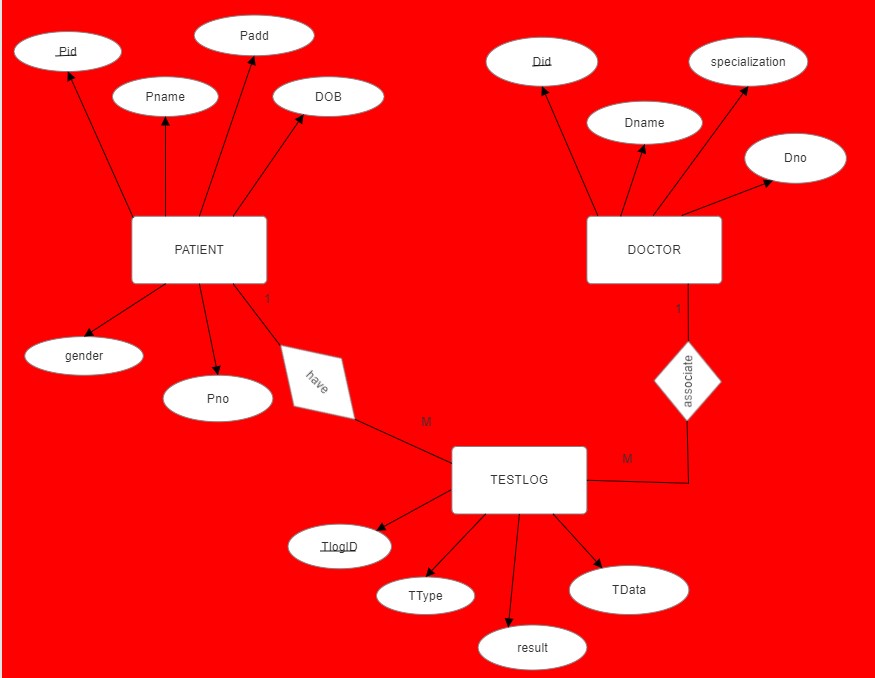 Pid
Padd
Pname
DOB
Did
specialization
Dname
Dno
PATIENT
DOCTOR
1
1
gender
have
associate
Pno
M
M
TESTLOG
TlogID
TType
TData
result